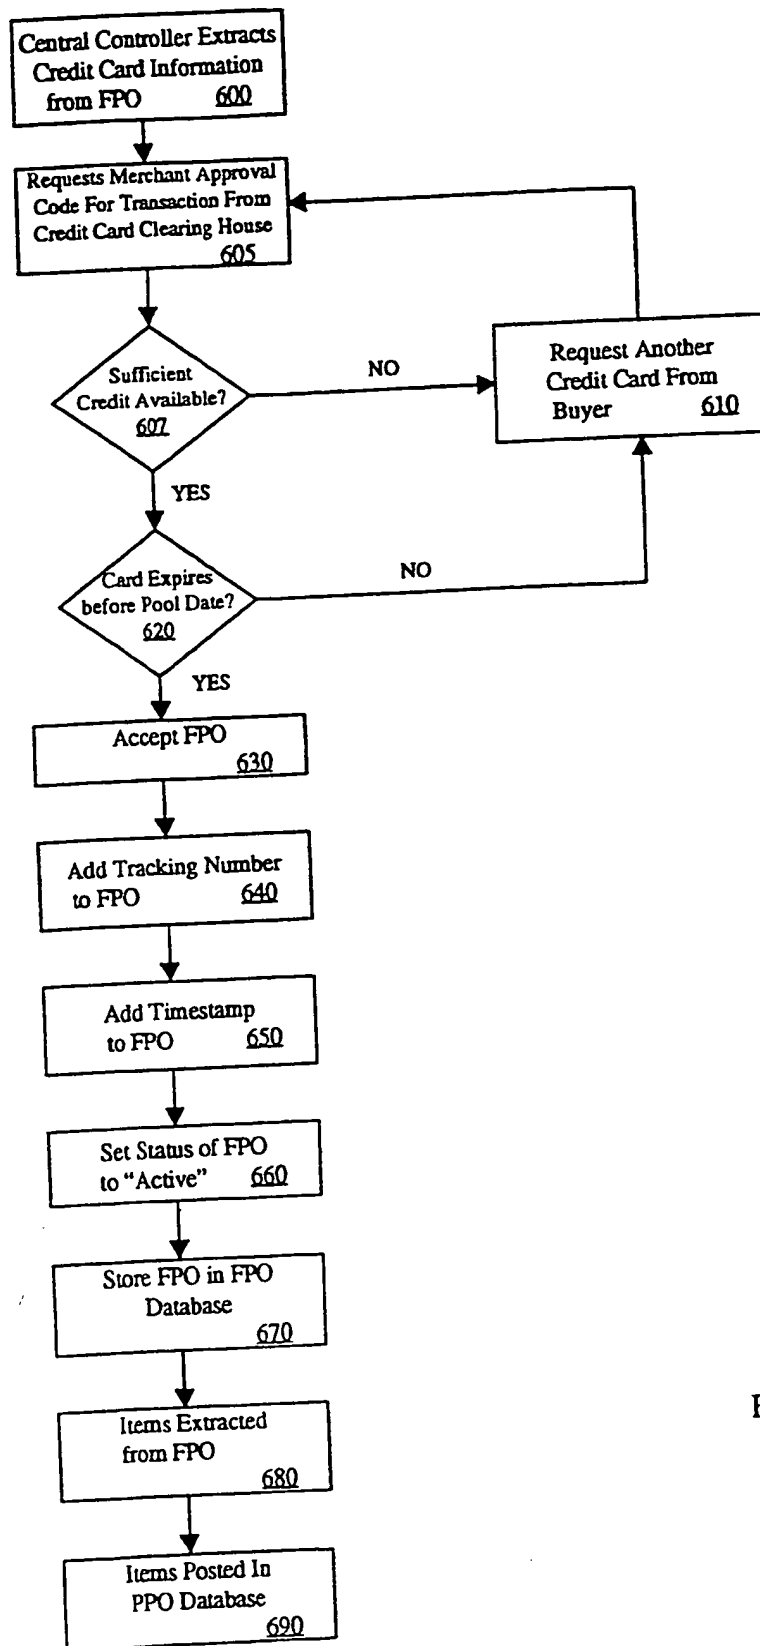 Central Controller Extracts
Credit Card Information
from FPO 600
Requests Merchant Approval
Code For Transaction From
Credit Card Clearing House
605
Sufficient
Credit Available?
607
NO
Request Another
Credit Card From
Buyer 610
YES
Card Expires
before Pool Date?
620
NO
YES
Accept FPO
630
Add Tracking Number
to FPO 640
Add Timestamp
to FPO 650
Set Status of FPO
to “Active” 660
Store FPO in FPO
Database
670
Items Extracted
from FPO
680
Items Posted In
PPO Database
690